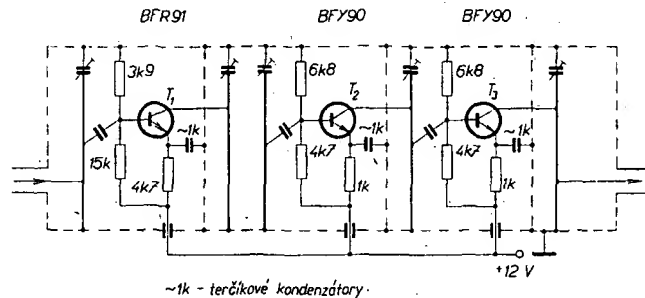 BFR91 BFY90 BFY90
3k9 6k8 6k8
T1 T2 T3
~1k ~1k ~1k
15k 4k7 4k7
4k7 1k 1k
+12 V
~1k - terčíkové kondenzátory.